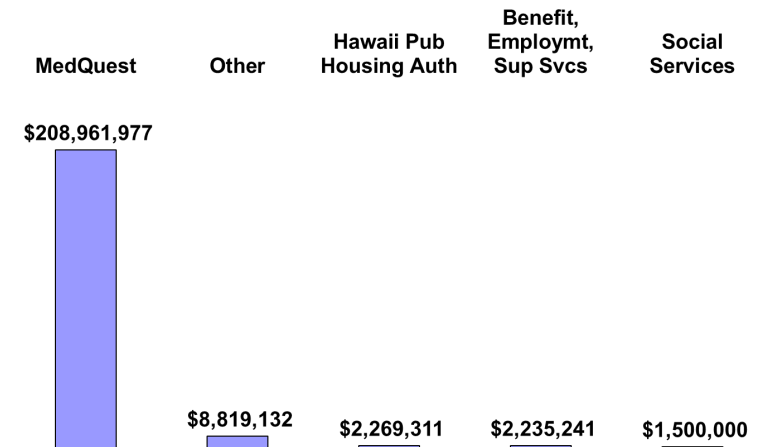 MedQuest
Other
Hawaii Pub
Housing Auth
Benefit,
Employmt,
Sup Svcs
Social
Services
$208,961,977
$8,819,132
$2,269,311
$2,235,241
$1,500,000